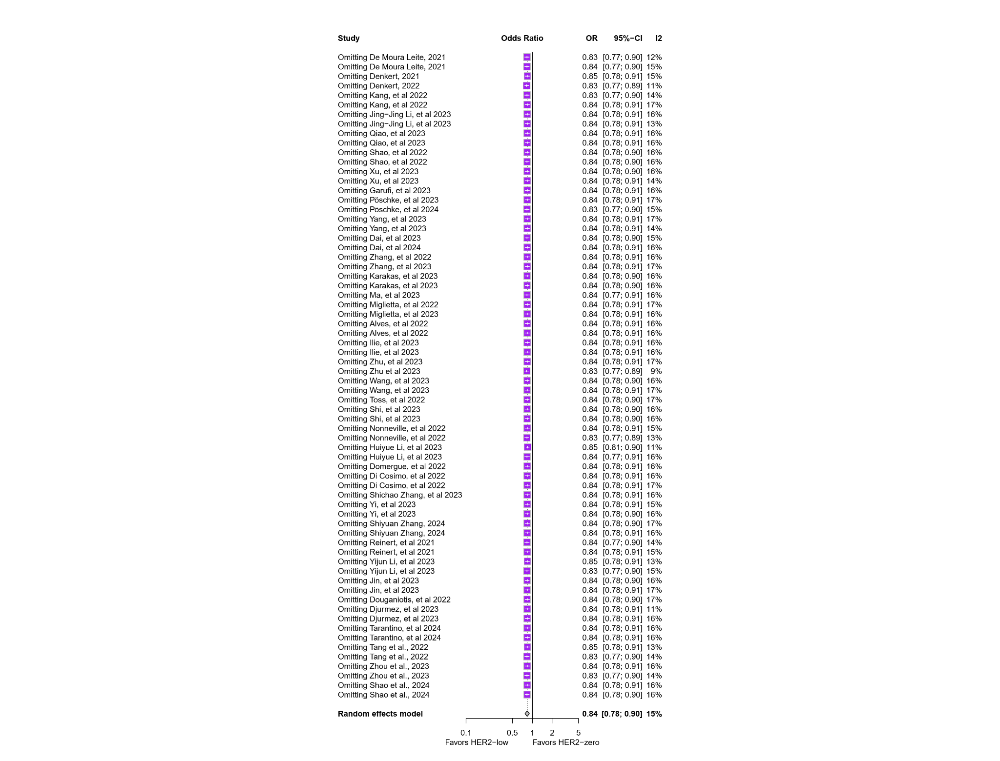 Study Odds Ratio OR 95%−CI I2
Omitting De Moura Leite, 2021 0.83 [0.77; 0.90] 12%
Omitting De Moura Leite, 2021 0.84 [0.77; 0.90] 15%
Omitting Denkert, 2021 0.85 [0.78; 0.91] 15%
Omitting Denkert, 2022 0.83 [0.77; 0.89] 11%
Omitting Kang, et al 2022 0.83 [0.77; 0.90] 14%
Omitting Kang, et al 2022 0.84 [0.78; 0.91] 17%
Omitting Jing−Jing Li, et al 2023 0.84 [0.78; 0.91] 16%
Omitting Jing−Jing Li, et al 2023 0.84 [0.78; 0.91] 13%
Omitting Qiao, et al 2023 0.84 [0.78; 0.91] 16%
Omitting Qiao, et al 2023 0.84 [0.78; 0.91] 16%
Omitting Shao, et al 2022 0.84 [0.78; 0.90] 16%
Omitting Shao, et al 2022 0.84 [0.78; 0.90] 16%
Omitting Xu, et al 2023 0.84 [0.78; 0.90] 16%
Omitting Xu, et al 2023 0.84 [0.78; 0.91] 14%
Omitting Garufi, et al 2023 0.84 [0.78; 0.91] 16%
Omitting Pöschke, et al 2023 0.84 [0.78; 0.91] 17%
Omitting Pöschke, et al 2024 0.83 [0.77; 0.90] 15%
Omitting Yang, et al 2023 0.84 [0.78; 0.91] 17%
Omitting Yang, et al 2023 0.84 [0.78; 0.91] 14%
Omitting Dai, et al 2023 0.84 [0.78; 0.90] 15%
Omitting Dai, et al 2024 0.84 [0.78; 0.91] 16%
Omitting Zhang, et al 2022 0.84 [0.78; 0.91] 16%
Omitting Zhang, et al 2023 0.84 [0.78; 0.91] 17%
Omitting Karakas, et al 2023 0.84 [0.78; 0.90] 16%
Omitting Karakas, et al 2023 0.84 [0.78; 0.90] 16%
Omitting Ma, et al 2023 0.84 [0.77; 0.91] 16%
Omitting Miglietta, et al 2022 0.84 [0.78; 0.91] 17%
Omitting Miglietta, et al 2023 0.84 [0.78; 0.91] 16%
Omitting Alves, et al 2022 0.84 [0.78; 0.91] 16%
Omitting Alves, et al 2022 0.84 [0.78; 0.91] 16%
Omitting Ilie, et al 2023 0.84 [0.78; 0.91] 16%
Omitting Ilie, et al 2023 0.84 [0.78; 0.91] 16%
Omitting Zhu, et al 2023 0.84 [0.78; 0.91] 17%
Omitting Zhu et al 2023 0.83 [0.77; 0.89] 9%
Omitting Wang, et al 2023 0.84 [0.78; 0.90] 16%
Omitting Wang, et al 2023 0.84 [0.78; 0.91] 17%
Omitting Toss, et al 2022 0.84 [0.78; 0.90] 17%
Omitting Shi, et al 2023 0.84 [0.78; 0.90] 16%
Omitting Shi, et al 2023 0.84 [0.78; 0.90] 16%
Omitting Nonneville, et al 2022 0.84 [0.78; 0.91] 15%
Omitting Nonneville, et al 2022 0.83 [0.77; 0.89] 13%
Omitting Huiyue Li, et al 2023 0.85 [0.81; 0.90] 11%
Omitting Huiyue Li, et al 2023 0.84 [0.77; 0.91] 16%
Omitting Domergue, et al 2022 0.84 [0.78; 0.91] 16%
Omitting Di Cosimo, et al 2022 0.84 [0.78; 0.91] 16%
Omitting Di Cosimo, et al 2022 0.84 [0.78; 0.91] 17%
Omitting Shichao Zhang, et al 2023 0.84 [0.78; 0.91] 16%
Omitting Yi, et al 2023 0.84 [0.78; 0.91] 15%
Omitting Yi, et al 2023 0.84 [0.78; 0.90] 16%
Omitting Shiyuan Zhang, 2024 0.84 [0.78; 0.90] 17%
Omitting Shiyuan Zhang, 2024 0.84 [0.78; 0.91] 16%
Omitting Reinert, et al 2021 0.84 [0.77; 0.90] 14%
Omitting Reinert, et al 2021 0.84 [0.78; 0.91] 15%
Omitting Yijun Li, et al 2023 0.85 [0.78; 0.91] 13%
Omitting Yijun Li, et al 2023 0.83 [0.77; 0.90] 15%
Omitting Jin, et al 2023 0.84 [0.78; 0.90] 16%
Omitting Jin, et al 2023 0.84 [0.78; 0.91] 17%
Omitting Douganiotis, et al 2022 0.84 [0.78; 0.90] 17%
Omitting Djurmez, et al 2023 0.84 [0.78; 0.91] 11%
Omitting Djurmez, et al 2023 0.84 [0.78; 0.91] 16%
Omitting Tarantino, et al 2024 0.84 [0.78; 0.91] 16%
Omitting Tarantino, et al 2024 0.84 [0.78; 0.91] 16%
Omitting Tang et al., 2022 0.85 [0.78; 0.91] 13%
Omitting Tang et al., 2022 0.83 [0.77; 0.90] 14%
Omitting Zhou et al., 2023 0.84 [0.78; 0.91] 16%
Omitting Zhou et al., 2023 0.83 [0.77; 0.90] 14%
Omitting Shao et al., 2024 0.84 [0.78; 0.91] 16%
Omitting Shao et al., 2024 0.84 [0.78; 0.90] 16%
Random effects model 0.84 [0.78; 0.90] 15%
0.1 0.5 1 2 5
Favors HER2−low Favors HER2−zero